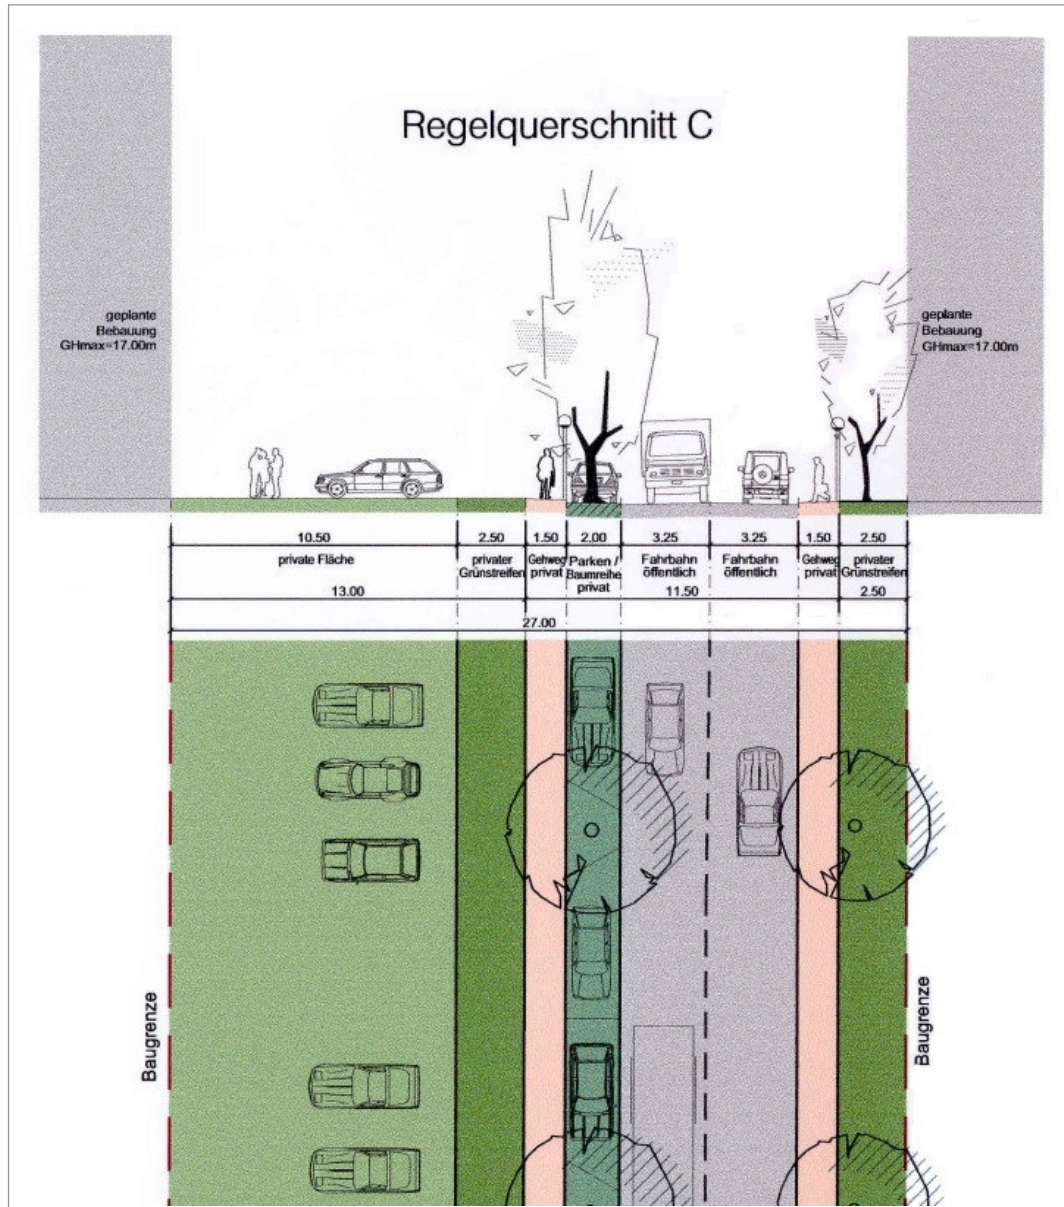 Regelquerschnitt C
geplante
Bebauung
GHmax=17.00m
geplante
Bebauung
GHmax=17.00m
10.50 2.50 1.50 2.00 3.25 3.25 1.50 2.50
private Fläche
privater
Grünstreifen
Gehweg
privat
Parken /
Baumreihe
privat
Fahrbahn
öffentlich
Fahrbahn
öffentlich
Gehweg
privat
privater
Grünstreifen
13.00 11.50 2.50
27.00
Baugrenze
Baugrenze